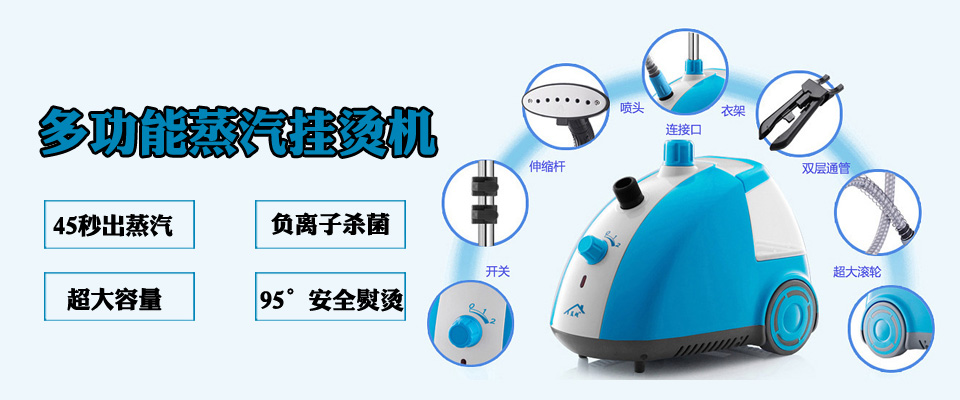 多功能蒸汽挂烫机
45秒出蒸汽
负离子杀菌
超大容量
95°安全熨烫
喷头
连接口
衣架
伸缩杆
双层通管
开关
超大滚轮
0
1
2
0
2